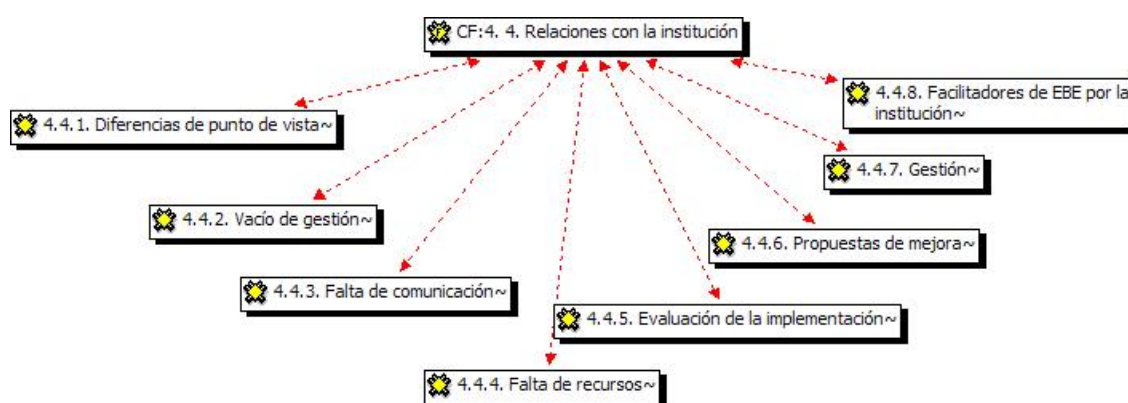 CF:4. 4. Relaciones con la institución
4.4.1. Diferencias de punto de vista~
4.4.2. Vacío de gestión~
4.4.3. Falta de comunicación~
4.4.4. Falta de recursos~
4.4.5. Evaluación de la implementación~
4.4.6. Propuestas de mejora~
4.4.7. Gestión~
4.4.8. Facilitadores de EBE por la
institución~